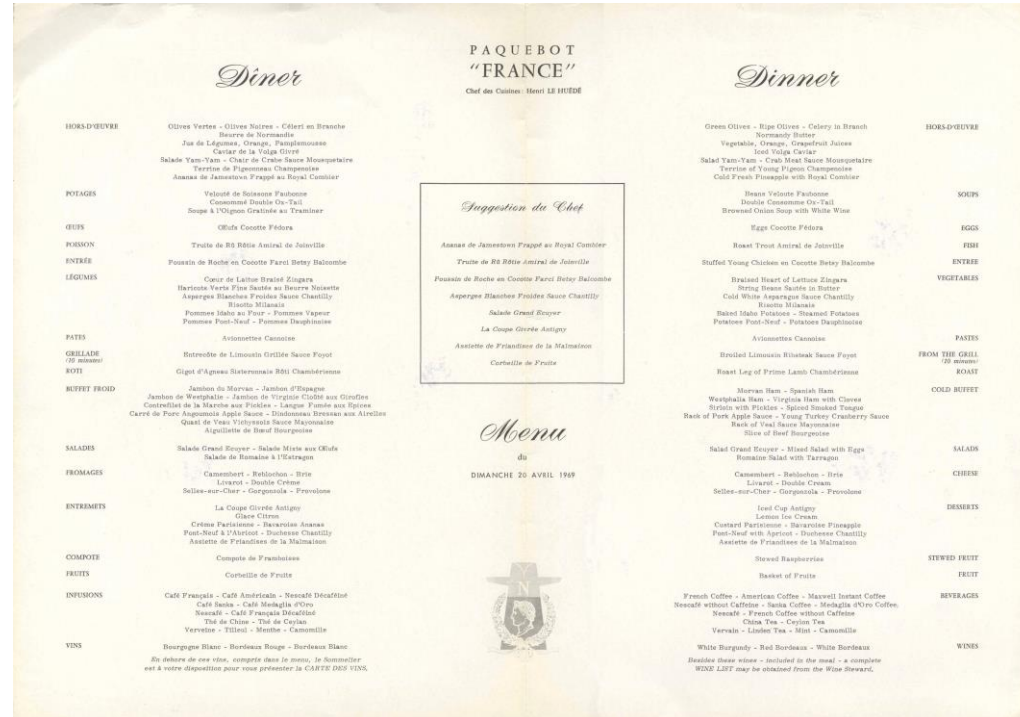 Dîner
HORS-D'ŒUVRE
Olives Vertes - Olives Noires - Céleri en Branche
Beurre de Normandie
Jus de Légumes, Orange, Pamplemousse
Caviar de la Volga Givré
Salade Yam-Yam - Chair de Crabe Sauce Mousquetaire
Terrine de Pigeonneau Champenoise
Ananas de Jamestown Frappé au Royal Combier
POTAGES
Velouté de Soissons Faubonne
Consommé Double Ox-Tail
Soupe à l'Oignon Gratinée au Traminer
ŒUFS
Œufs Cocotte Fédora
POISSON
Truite de Rû Rôtie Amiral de Joinville
ENTRÉE
Poussin de Roche en Cocotte Farci Betsy Balcombe
LÉGUMES
Cœur de Laitue Braisé Zingara
Haricots Verts Fins Sautés au Beurre Noisette
Asperges Blanches Froides Sauce Chantilly
Risotto Milanais
Pommes Idaho au Four - Pommes Vapeur
Pommes Pont-Neuf - Pommes Dauphinoise
PATES
Avionnettes Cannoise
GRILLADE
(20 minutes)
Entrecôte de Limousin Grillée Sauce Foyot
ROTI
Gigot d'Agneau Sisteronnais Rôti Chambérienne
BUFFET FROID
Jambon du Morvan - Jambon d'Espagne
Jambon de Westphalie - Jambon de Virginie Cloûté aux Girofles
Contrefilet de la Marche aux Pickles - Langue Fumée aux Epices
Carré de Porc Angoumois Apple Sauce - Dindonneau Bressan aux Airelles
Quasi de Veau Vichyssois Sauce Mayonnaise
Aiguillette de Bœuf Bourgeoise
SALADES
Salade Grand Ecuyer - Salade Mixte aux Œufs
Salade de Romaine à l'Estragon
FROMAGES
Camembert - Reblochon - Brie
Livarot - Double Crème
Selles-sur-Cher - Gorgonzola - Provolone
ENTREMETS
La Coupe Givrée Antigny
Glace Citron
Crème Parisienne - Bavaroise Ananas
Pont-Neuf à l'Abricot - Duchesse Chantilly
Assiette de Friandises de la Malmaison
COMPOTE
Compote de Framboises
FRUITS
Corbeille de Fruits
INFUSIONS
Café Français - Café Américain - Nescafé Décaféiné
Café Sanka - Café Medaglia d'Oro
Nescafé - Café Français Décaféiné
Thé de Chine - Thé de Ceylan
Verveine - Tilleul - Menthe - Camomille
VINS
Bourgogne Blanc - Bordeaux Rouge - Bordeaux Blanc
En dehors de ces vins, compris dans le menu, le Sommelier
est à votre disposition pour vous présenter la CARTE DES VINS.
PAQUEBOT
"FRANCE"
Chef des Cuisines: Henri LE HUÉDÉ
Suggestion du Chef
Ananas de Jamestown Frappé au Royal Combier
Truite de Rû Rôtie Amiral de Joinville
Poussin de Roche en Cocotte Farci Betsy Balcombe
Asperges Blanches Froides Sauce Chantilly
Salade Grand Ecuyer
La Coupe Givrée Antigny
Assiette de Friandises de la Malmaison
Corbeille de Fruits
Menu
du
DIMANCHE 20 AVRIL 1969
N
Dinner
HORS-D'ŒUVRE
Green Olives - Ripe Olives - Celery in Branch
Normandy Butter
Vegetable, Orange, Grapefruit Juices
Iced Volga Caviar
Salad Yam-Yam - Crab Meat Sauce Mousquetaire
Terrine of Young Pigeon Champenoise
Cold Fresh Pineapple with Royal Combier
SOUPS
Beans Veloute Faubonne
Double Consomme Ox-Tail
Browned Onion Soup with White Wine
EGGS
Eggs Cocotte Fédora
FISH
Roast Trout Amiral de Joinville
ENTREE
Stuffed Young Chicken en Cocotte Betsy Balcombe
VEGETABLES
Braised Heart of Lettuce Zingara
String Beans Sautés in Butter
Cold White Asparagus Sauce Chantilly
Risotto Milanais
Baked Idaho Potatoes - Steamed Potatoes
Potatoes Pont-Neuf - Potatoes Dauphinoise
PASTES
Avionnettes Cannoise
FROM THE GRILL
(20 minutes)
Broiled Limousin Ribsteak Sauce Foyot
ROAST
Roast Leg of Prime Lamb Chambérienne
COLD BUFFET
Morvan Ham - Spanish Ham
Westphalia Ham - Virginia Ham with Cloves
Sirloin with Pickles - Spiced Smoked Tongue
Rack of Pork Apple Sauce - Young Turkey Cranberry Sauce
Rack of Veal Sauce Mayonnaise
Slice of Beef Bourgeoise
SALADS
Salad Grand Ecuyer - Mixed Salad with Eggs
Romaine Salad with Tarragon
CHEESE
Camembert - Reblochon - Brie
Livarot - Double Cream
Selles-sur-Cher - Gorgonzola - Provolone
DESSERTS
Iced Cup Antigny
Lemon Ice Cream
Custard Parisienne - Bavaroise Pineapple
Pont-Neuf with Apricot - Duchesse Chantilly
Assiette de Friandises de la Malmaison
STEWED FRUIT
Stewed Raspberries
FRUIT
Basket of Fruits
BEVERAGES
French Coffee - American Coffee - Maxwell Instant Coffee
Nescafé without Caffeine - Sanka Coffee - Medaglia d'Oro Coffee,
Nescafé - French Coffee without Caffeine
China Tea - Ceylon Tea
Vervain - Linden Tea - Mint - Camomille
WINES
White Burgundy - Red Bordeaux - White Bordeaux
Besides these wines - included in the meal - a complete
WINE LIST may be obtained from the Wine Steward.